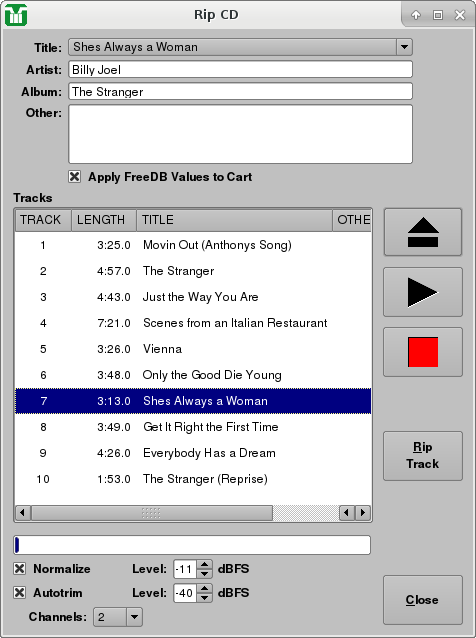 Rip CD
Title: Shes Always a Woman
Artist: Billy Joel
Album: The Stranger
Other:
Apply FreeDB Values to Cart
Tracks
TRACK LENGTH TITLE OTHE
1 3:25.0 Movin Out (Anthonys Song)
2 4:57.0 The Stranger
3 4:43.0 Just the Way You Are
4 7:21.0 Scenes from an Italian Restaurant
5 3:26.0 Vienna
6 3:48.0 Only the Good Die Young
7 3:13.0 Shes Always a Woman
8 3:49.0 Get It Right the First Time
9 4:26.0 Everybody Has a Dream
10 1:53.0 The Stranger (Reprise)
Rip
Track
Normalize Level: -11 dBFS
Autotrim Level: -40 dBFS
Channels: 2
Close